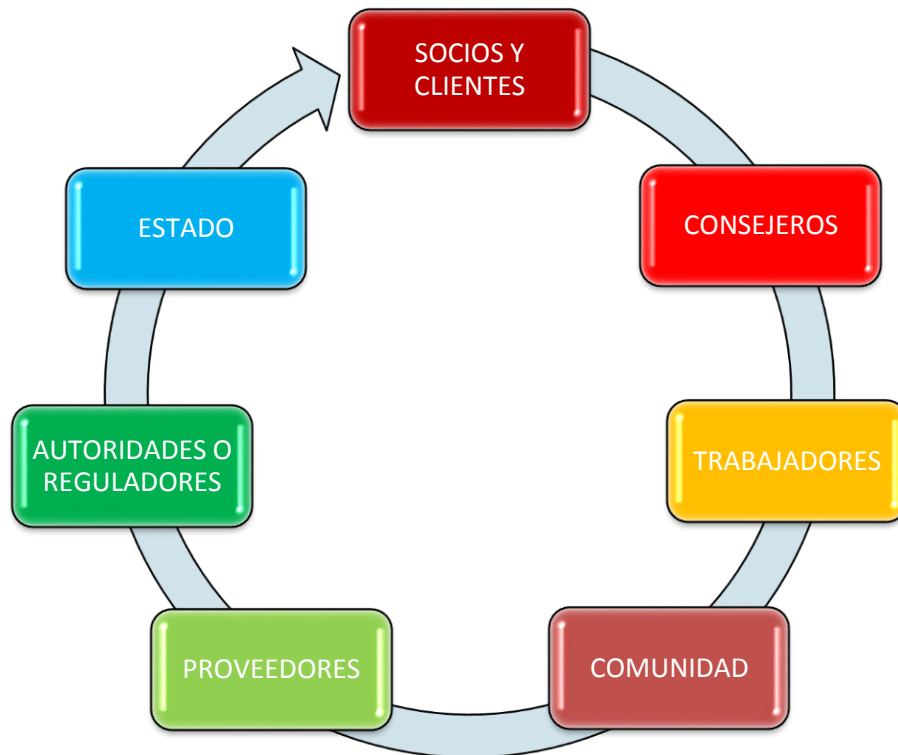 SOCIOS Y
CLIENTES
CONSEJEROS
TRABAJADORES
COMUNIDAD
PROVEEDORES
AUTORIDADES O
REGULADORES
ESTADO